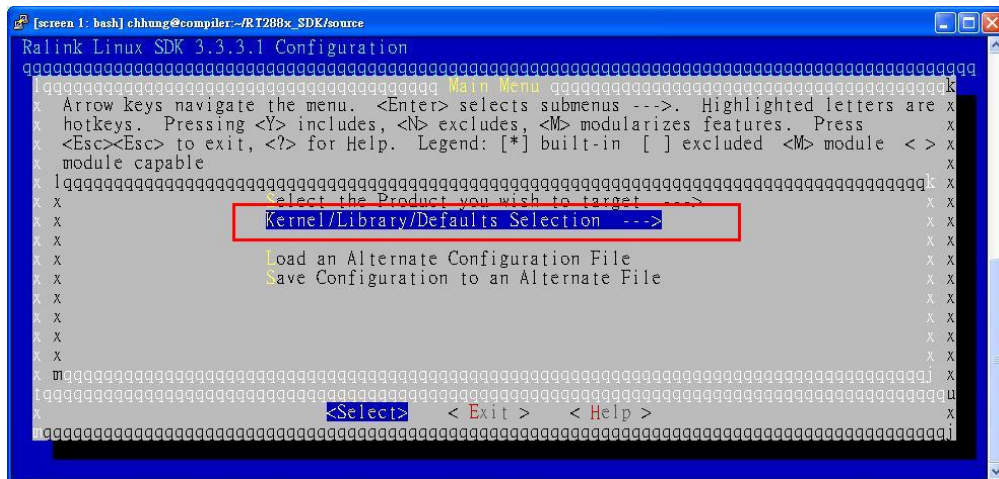 [screen 1: bash] chhung@compiler:~/RT288x_SDK/source
Ralink Linux SDK 3.3.3.1 Configuration
Main Menu
Arrow keys navigate the menu. <Enter> selects submenus --->. Highlighted letters are
hotkeys. Pressing <Y> includes, <N> excludes, <M> modularizes features. Press
<Esc><Esc> to exit, <?> for Help. Legend: [*] built-in [ ] excluded <M> module < >
module capable
Select the Product you wish to target --->
Kernel/Library/Defaults Selection --->
Load an Alternate Configuration File
Save Configuration to an Alternate File
<Select> < Exit > < Help >